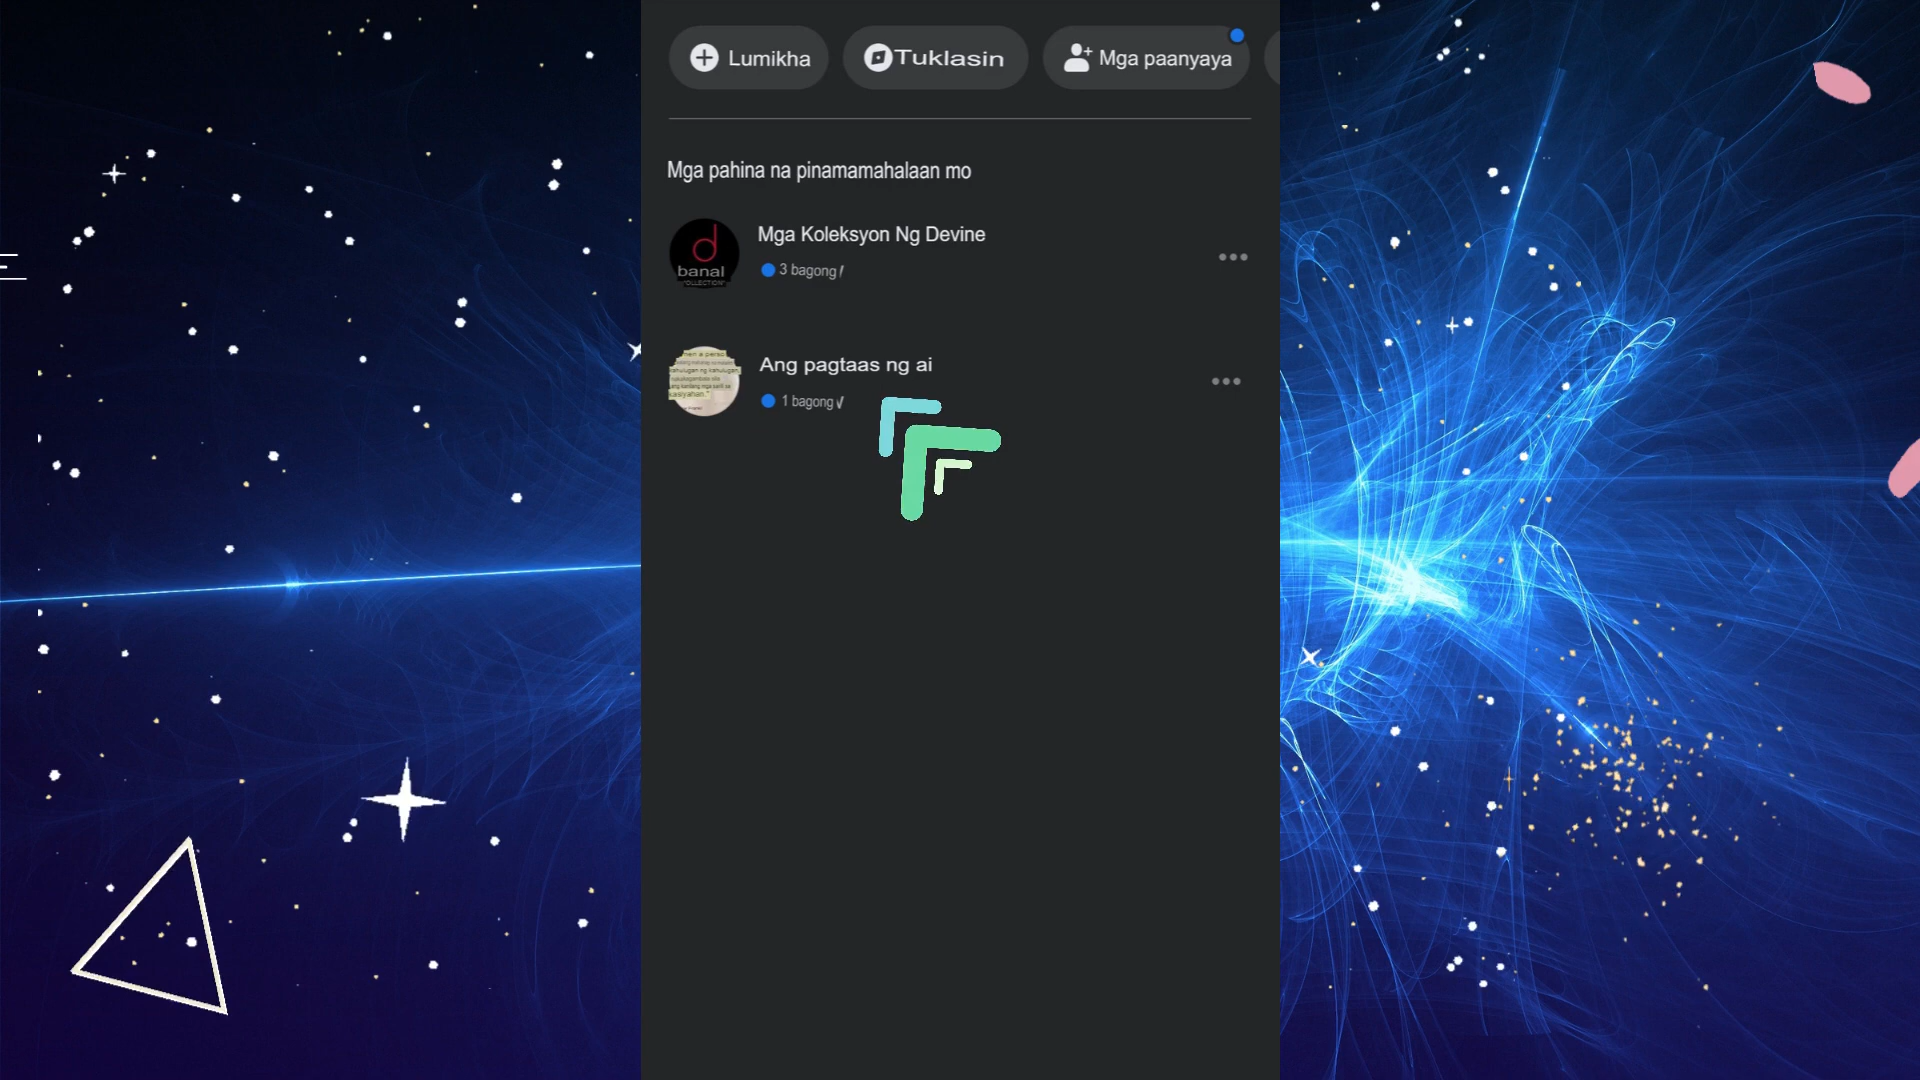 Lumikha
Tuklasin
Mga paanyaya
Mga pahina na pinamamahalaan mo
Mga Koleksyon Ng Devine
3 bagong
d
banal
Ang pagtaas ng ai
1 bagong
kasiyahan."